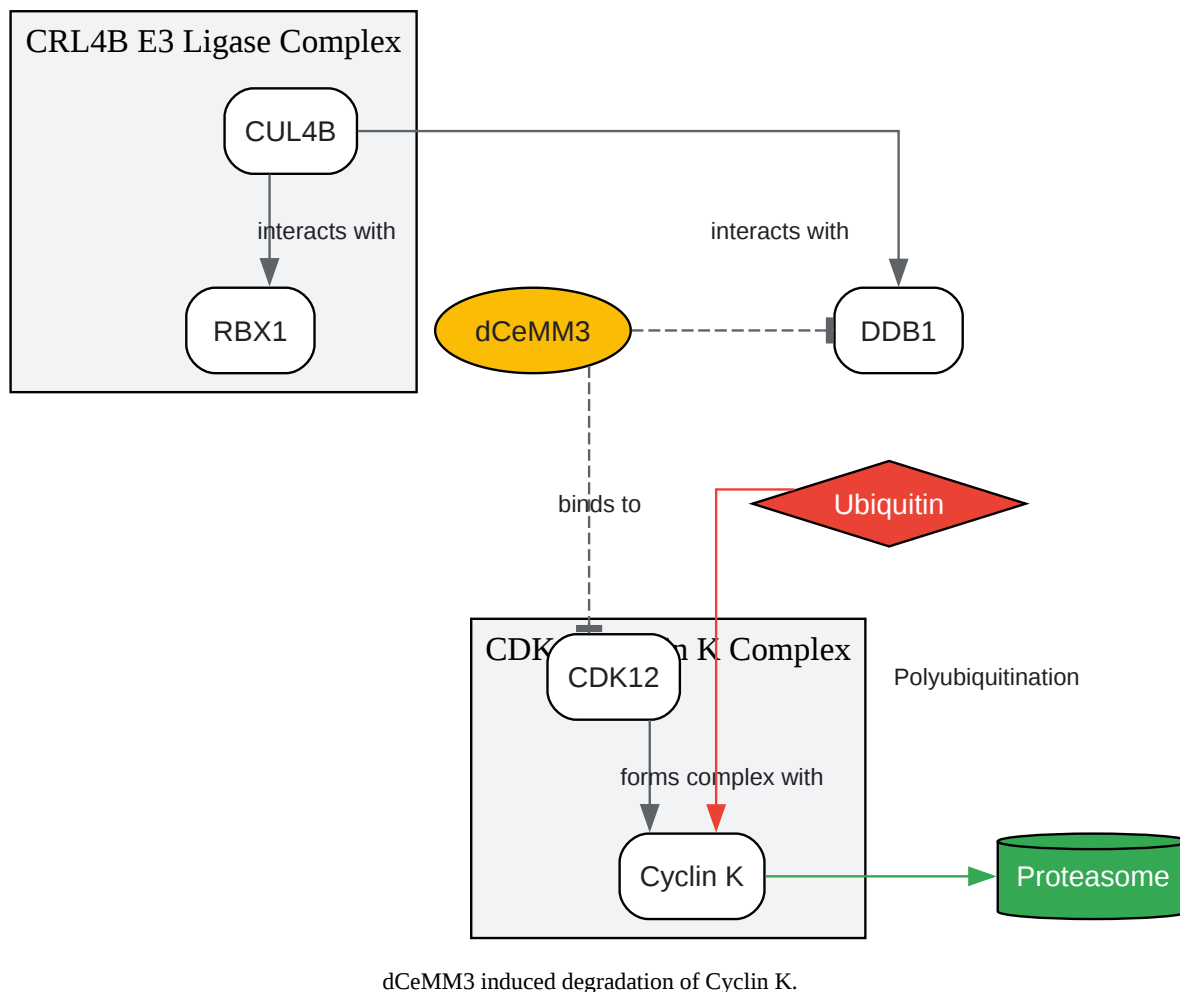 CRL4B E3 Ligase Complex
CUL4B
interacts with
interacts with
RBX1
dCeMM3
DDB1
binds to
Ubiquitin
CDK n K Complex
CDK12
Polyubiquitination
forms complex with
Cyclin K
Proteasome
dCeMM3 induced degradation of Cyclin K.